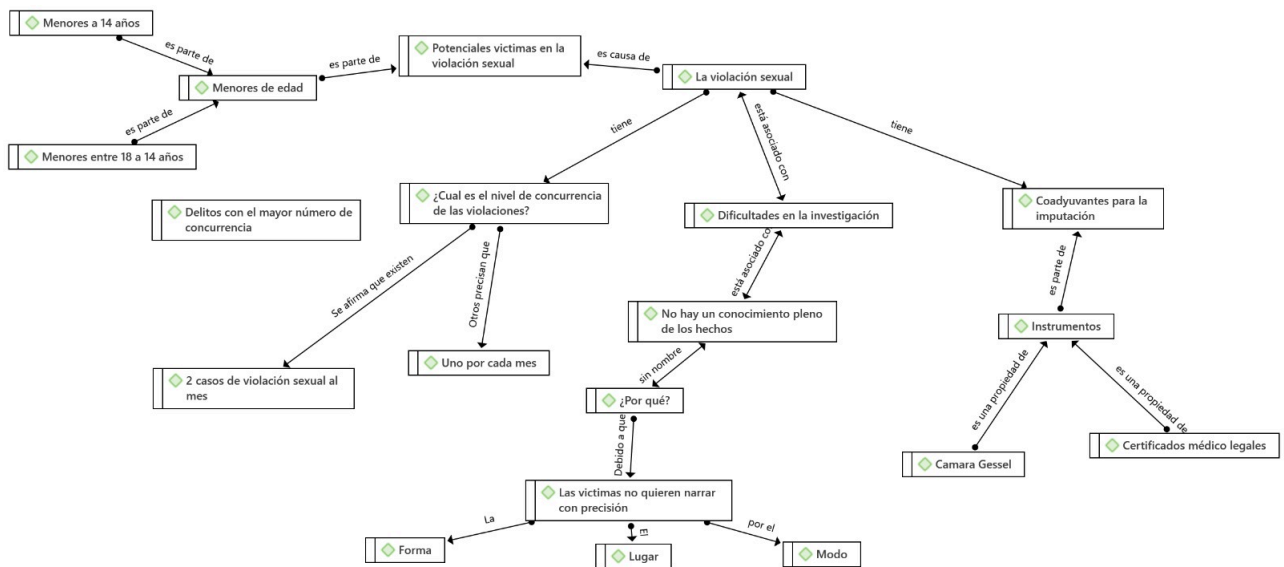 Menores a 14 años
es parte de
Menores de edad
es parte de
Menores entre 18 a 14 años
es parte de
Potenciales victimas en la
violación sexual
es causa de
La violación sexual
tiene
está asociado con
tiene
Delitos con el mayor número de
concurrencia
¿Cual es el nivel de concurrencia
de las violaciones?
Dificultades en la investigación
Coadyuvantes para la
imputación
Se afirma que existen
Otros precisan que
está asociado co
es parte de
2 casos de violación sexual al
mes
Uno por cada mes
No hay un conocimiento pleno
de los hechos
Instrumentos
sin nombre
¿Por qué?
es una propiedad de
es una propiedad de
Camara Gessel
Certificados médico legales
Debido a que
Las victimas no quieren narrar
con precisión
La
El
por el
Forma
Lugar
Modo